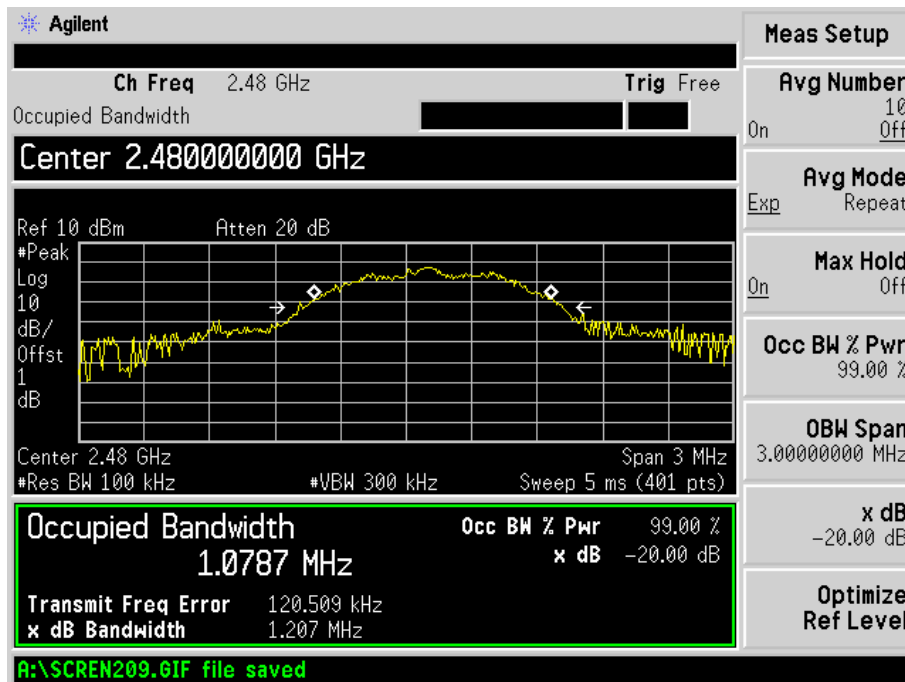 Agilent
Ch Freq 2.48 GHz Trig Free
Occupied Bandwidth
Center 2.480000000 GHz
Ref 10 dBm Atten 20 dB
#Peak
Log
10
dB/
Offst
1
dB
Center 2.48 GHz Span 3 MHz
#Res BW 100 kHz #VBW 300 kHz Sweep 5 ms (401 pts)
Occupied Bandwidth
1.0787 MHz
Occ BW % Pwr 99.00 %
x dB -20.00 dB
Transmit Freq Error 120.509 kHz
x dB Bandwidth 1.207 MHz
A:\SCREN209.GIF file saved
Meas Setup
Avg Number
10
On Off
Avg Mode
Exp Repeat
Max Hold
On Off
Occ BW % Pwr
99.00 %
OBW Span
3.00000000 MHz
x dB
-20.00 dB
Optimize
Ref Level